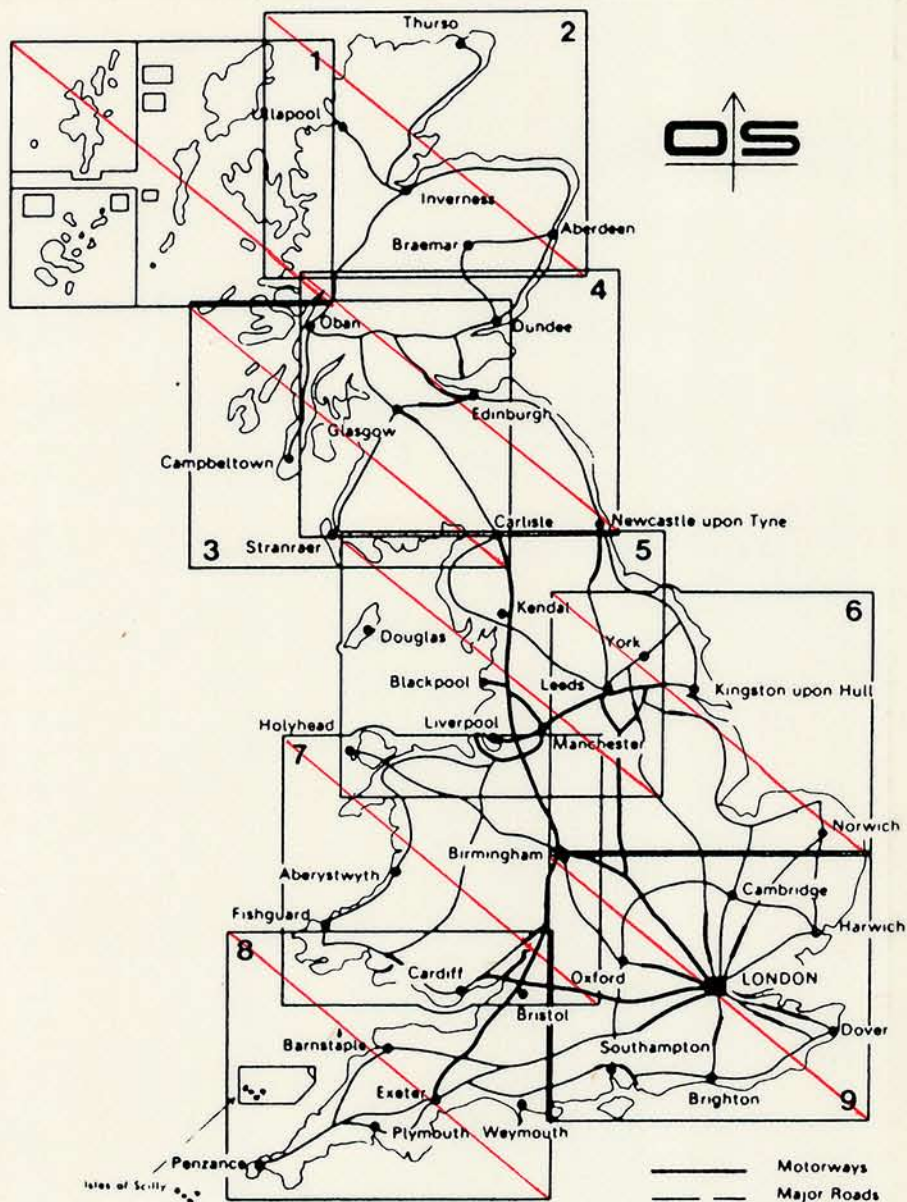 Thurso
2
1
Ullapool
OS
Inverness
Braemar
Aberdeen
4
Oban
Dundee
Edinburgh
Glasgow
Campbeltown
Carlisle
Newcastle upon Tyne
3
Stranraer
5
Kendal
6
Douglas
York
Blackpool
Leeds
Kingston upon Hull
Holyhead
Liverpool
Manchester
7
Norwich
Birmingham
Aberystwyth
Cambridge
Fishguard
Harwich
8
Cardiff
Oxford
LONDON
Bristol
Dover
Barnstaple
Southampton
Exeter
Brighton
9
Plymouth
Weymouth
Penzance
Isles of Scilly
Motorways
Major Roads